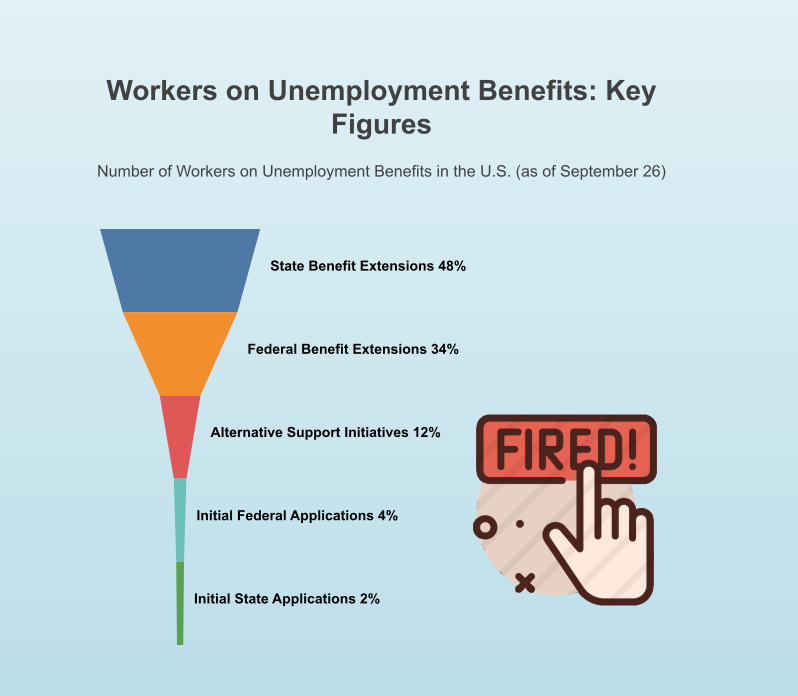 Workers on Unemployment Benefits: Key
Figures
Number of Workers on Unemployment Benefits in the U.S. (as of September 26)
State Benefit Extensions 48%
Federal Benefit Extensions 34%
Alternative Support Initiatives 12%
FIRED!
Initial Federal Applications 4%
Initial State Applications 2%